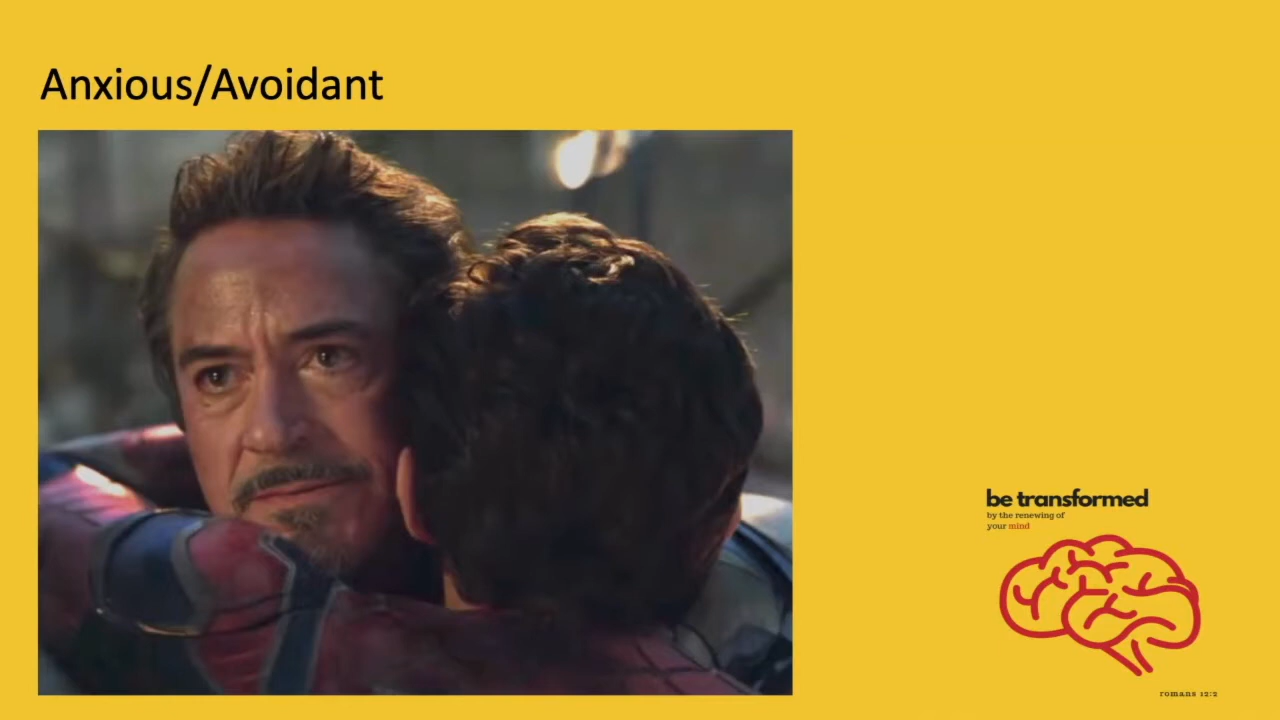 Anxious/Avoidant
be transformed
by the renewing of
your mind
romans 12:2